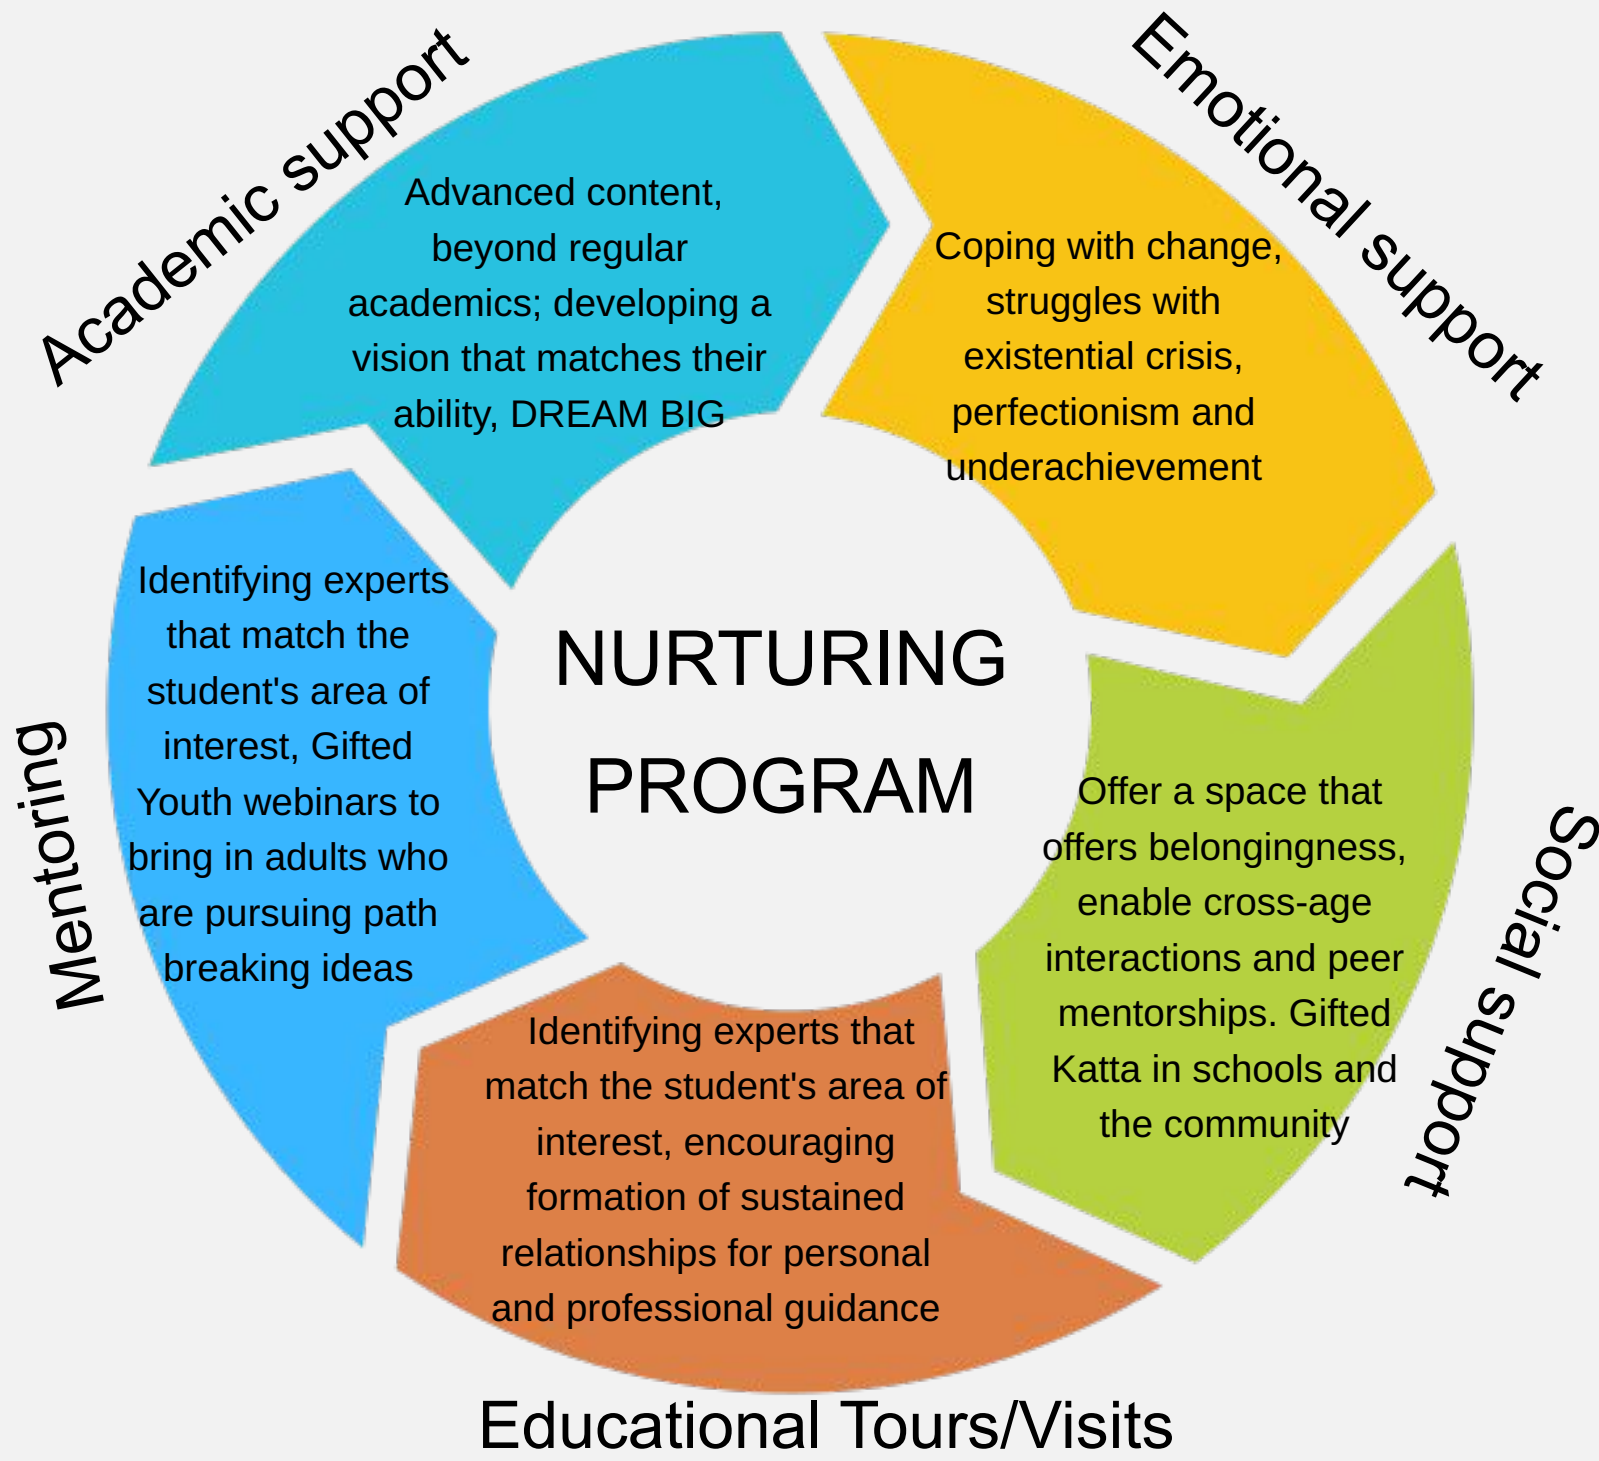 Academic support
Advanced content,
beyond regular
academics; developing a
vision that matches their
ability, DREAM BIG
Emotional support
Coping with change,
struggles with
existential crisis,
perfectionism and
underachievement
Social support
Offer a space that
offers belongingness,
enable cross-age
interactions and peer
mentorships. Gifted
Katta in schools and
the community
Educational Tours/Visits
Identifying experts that
match the student's area of
interest, encouraging
formation of sustained
relationships for personal
and professional guidance
Mentoring
Identifying experts
that match the
student's area of
interest, Gifted
Youth webinars to
bring in adults who
are pursuing path
breaking ideas
NURTURING
PROGRAM